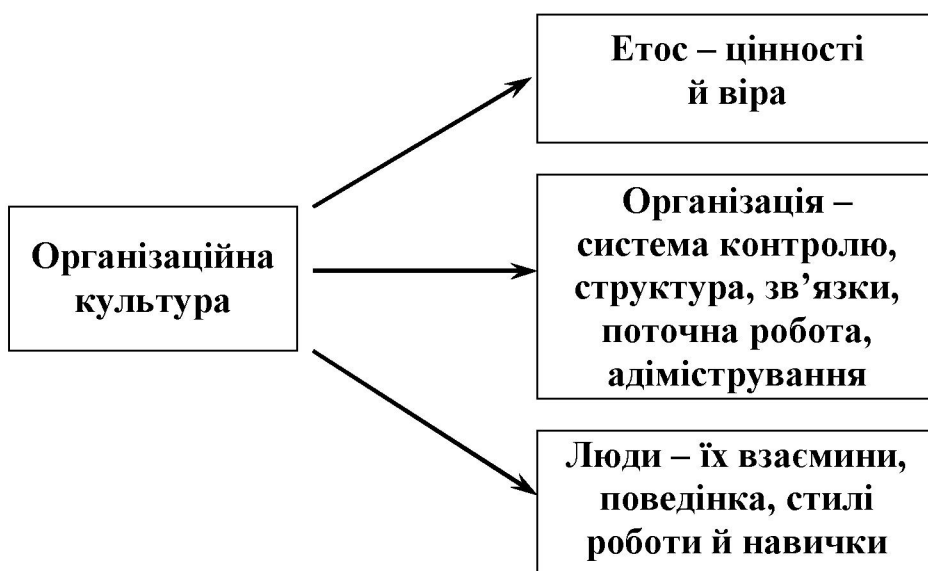 Етос – цінності
й віра
Організаційна
культура
Організація –
система контролю,
структура, зв’язки,
поточна робота,
адімістрування
Люди – їх взаємини,
поведінка, стилі
роботи й навички